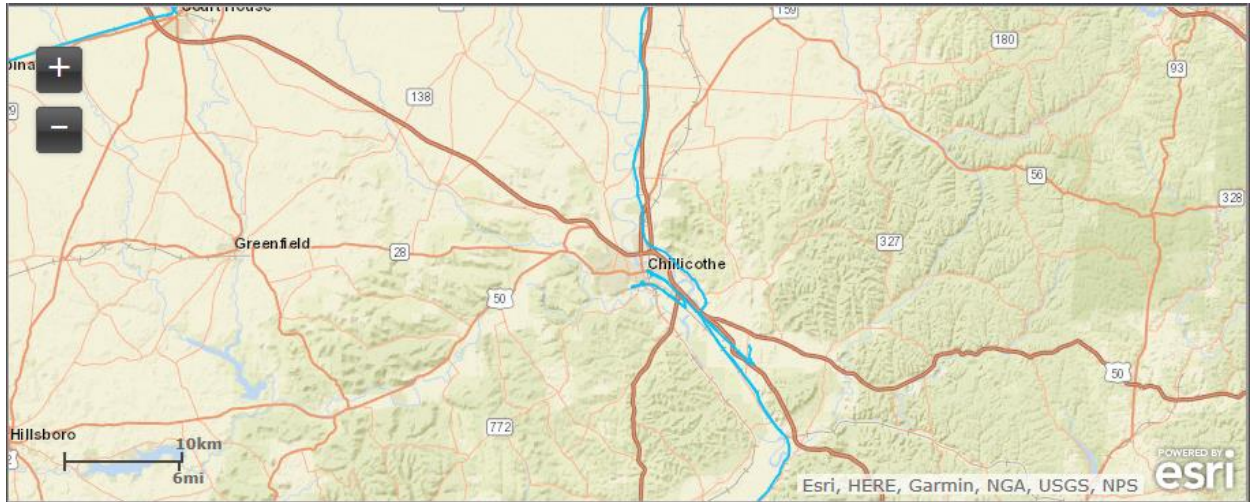 Court House
159
180
+
93
138
−
56
328
Greenfield
28
327
Chillicothe
50
50
772
Hillsboro
10km
6mi
POWERED BY
esri
Esri, HERE, Garmin, NGA, USGS, NPS